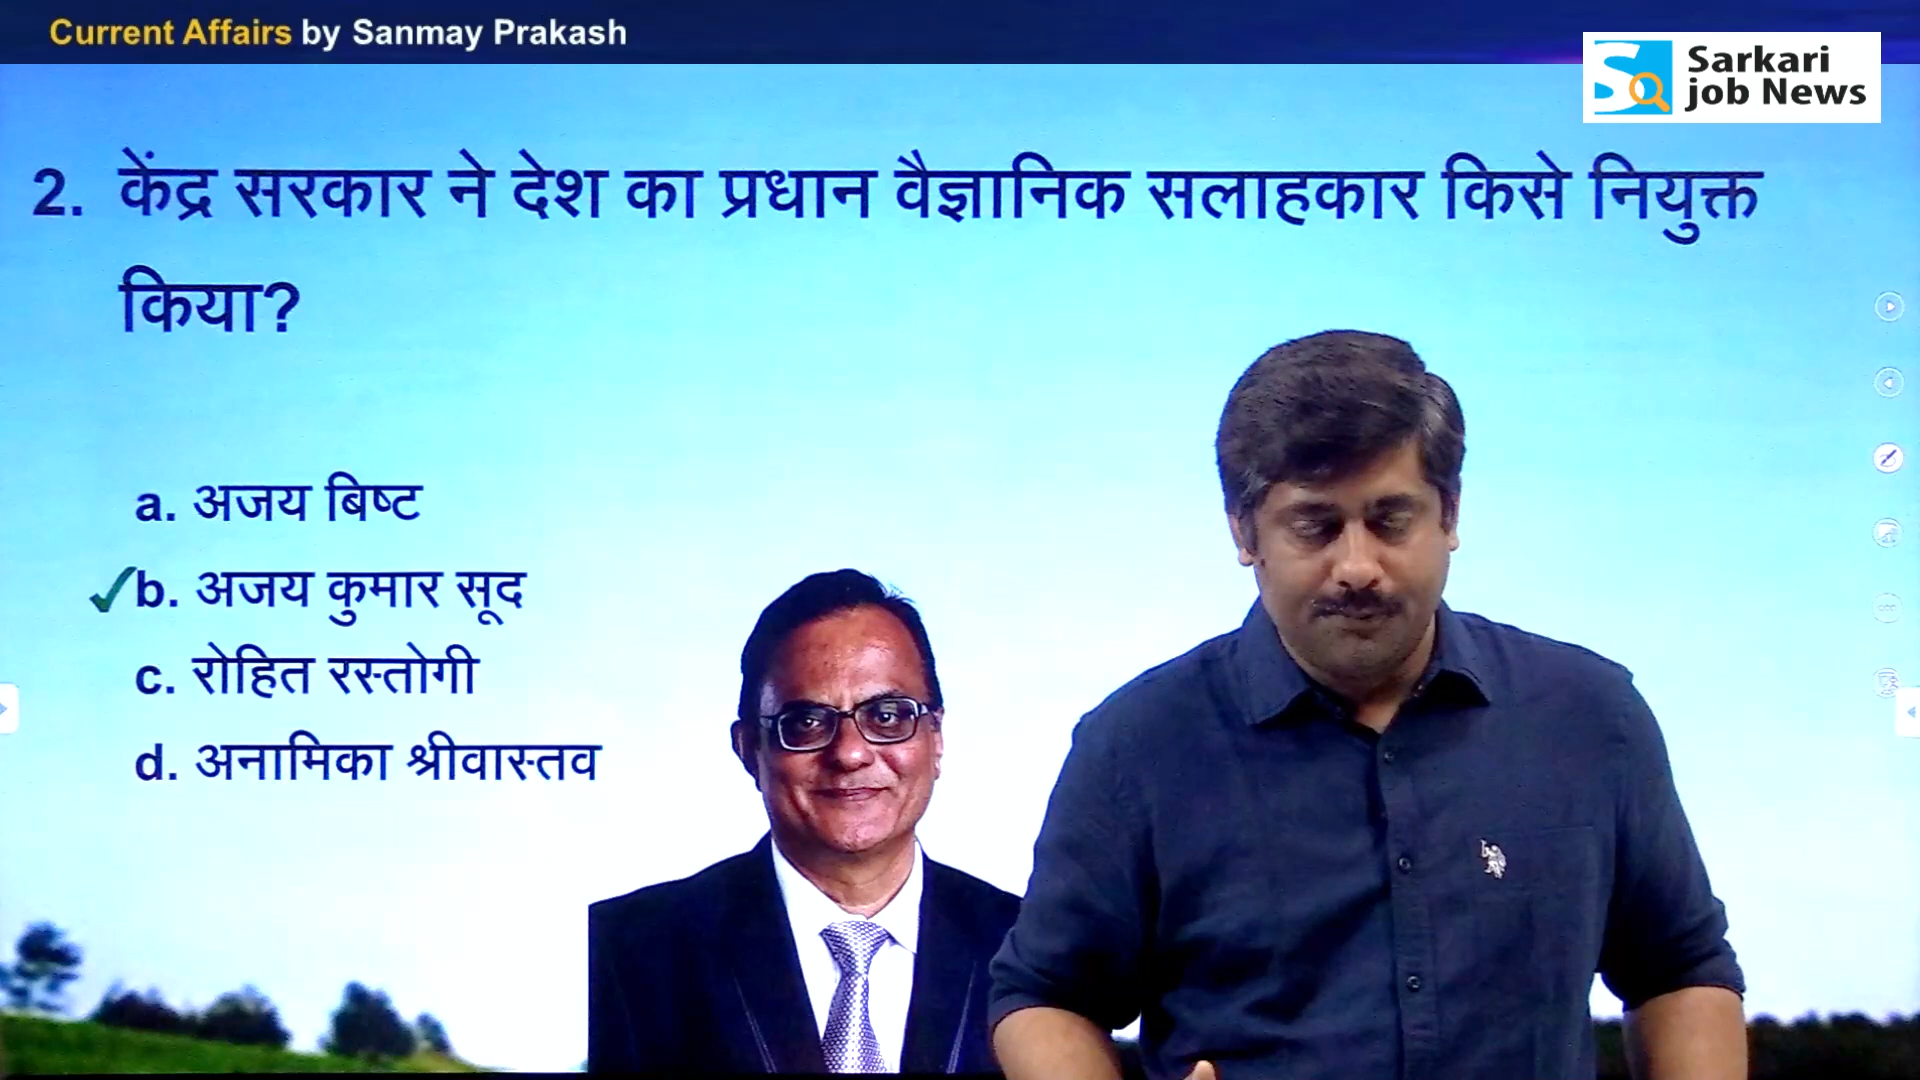 Current Affairs by Sanmay Prakash
Sarkari
job News
2. केंद्र सरकार ने देश का प्रधान वैज्ञानिक सलाहकार किसे नियुक्त
किया?
a. अजय बिष्ट
b. अजय कुमार सूद
c. रोहित रस्तोगी
d. अनामिका श्रीवास्तव